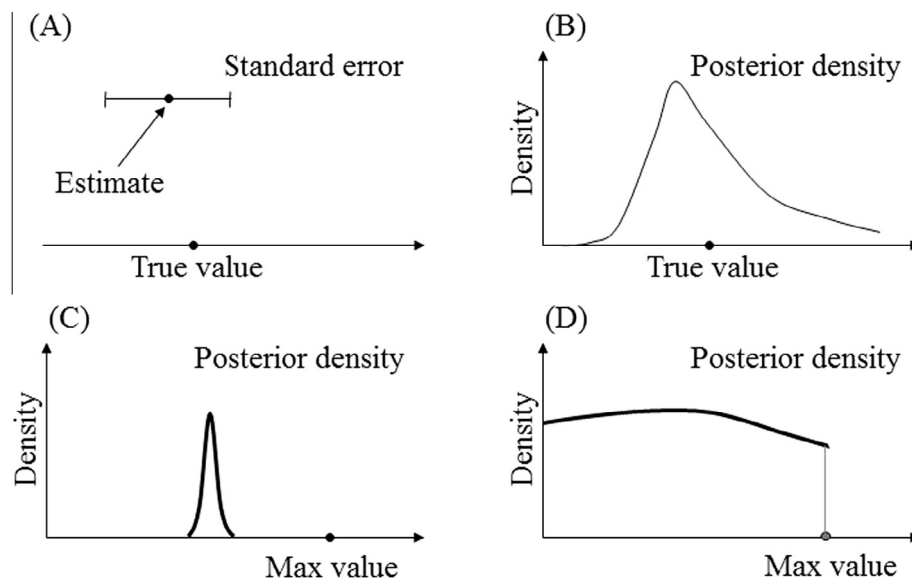 (A)
Standard error
Estimate
True value
(B)
Posterior density
Density
True value
(C)
Posterior density
Density
Max value
(D)
Posterior density
Density
Max value